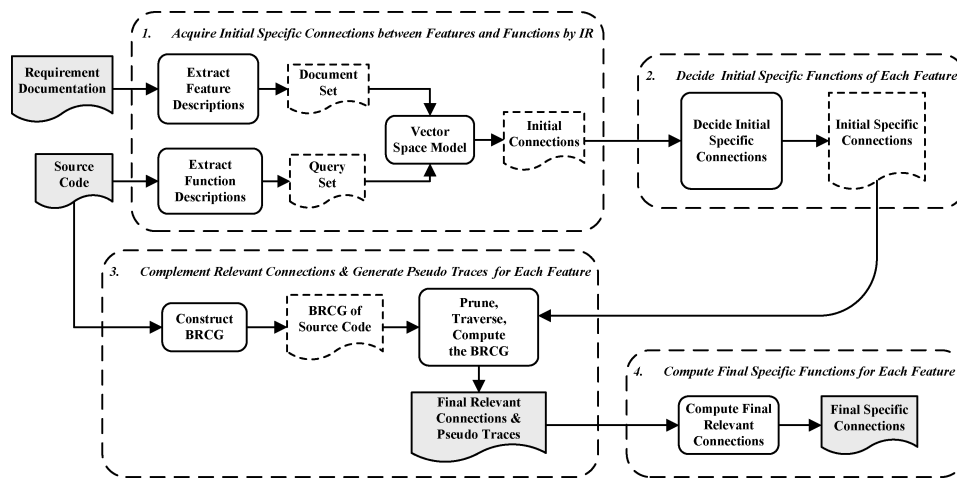 1. Acquire Initial Specific Connections between Features and Functions by IR
Requirement
Documentation
Extract
Feature
Descriptions
Document
Set
Vector
Space Model
Initial
Connections
Source
Code
Extract
Function
Descriptions
Query
Set
2. Decide Initial Specific Functions of Each Feature
Decide Initial
Specific
Connections
Initial Specific
Connections
3. Complement Relevant Connections & Generate Pseudo Traces for Each Feature
Construct
BRCG
BRCG of
Source Code
Prune,
Traverse,
Compute
the BRCG
Final Relevant
Connections &
Pseudo Traces
4. Compute Final Specific Functions for Each Feature
Compute Final
Relevant
Connections
Final Specific
Connections